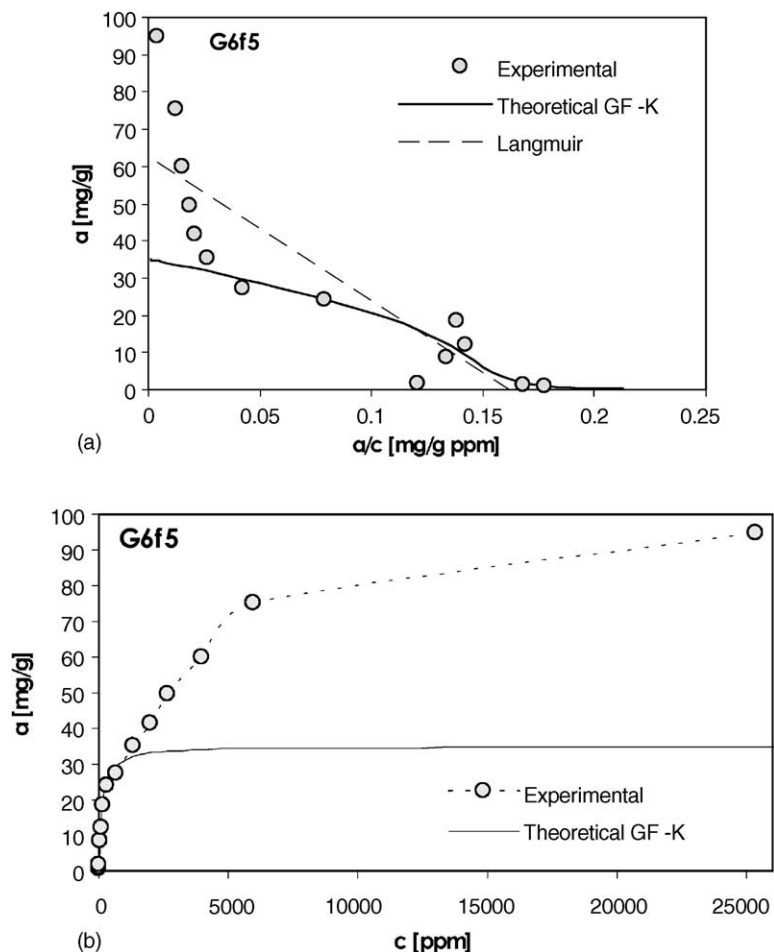 G6f5
Experimental
Theoretical GF -K
Langmuir
100
90
80
70
60
50
40
30
20
10
0
a [mg/g]
0 0.05 0.1 0.15 0.2 0.25
a/c [mg/g ppm]
(a)
G6f5
100
90
80
70
60
50
40
30
20
10
0
a [mg/g]
Experimental
Theoretical GF -K
0 5000 10000 15000 20000 25000
c [ppm]
(b)